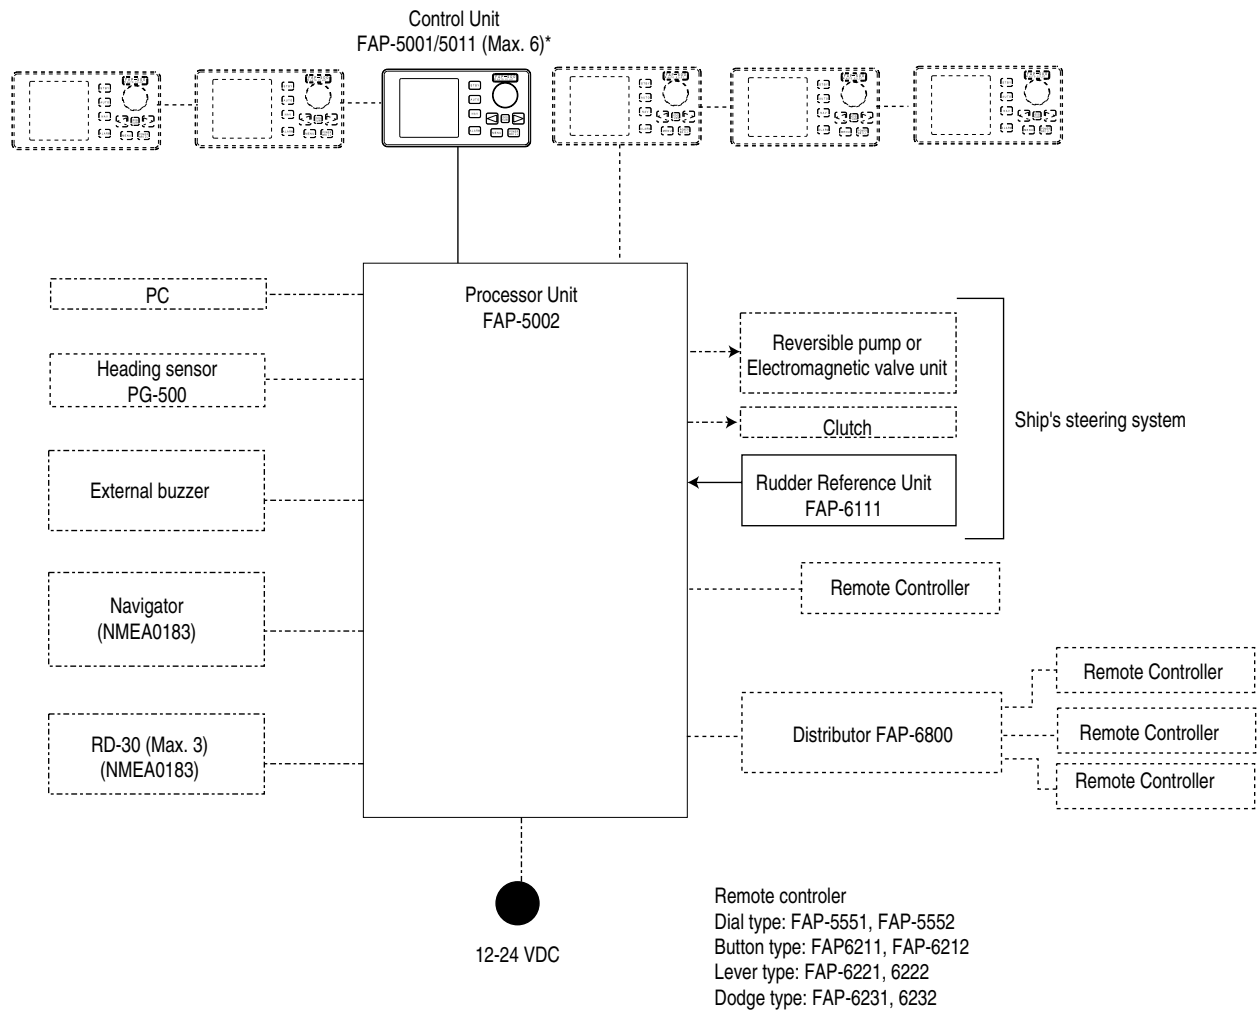 Control Unit
FAP-5001/5011 (Max. 6)*
Processor Unit
FAP-5002
PC
Heading sensor
PG-500
External buzzer
Navigator
(NMEA0183)
RD-30 (Max. 3)
(NMEA0183)
Reversible pump or
Electromagnetic valve unit
Clutch
Rudder Reference Unit
FAP-6111
Ship's steering system
Remote Controller
Distributor FAP-6800
Remote Controller
Remote Controller
Remote Controller
12-24 VDC
Remote controler
Dial type: FAP-5551, FAP-5552
Button type: FAP6211, FAP-6212
Lever type: FAP-6221, 6222
Dodge type: FAP-6231, 6232